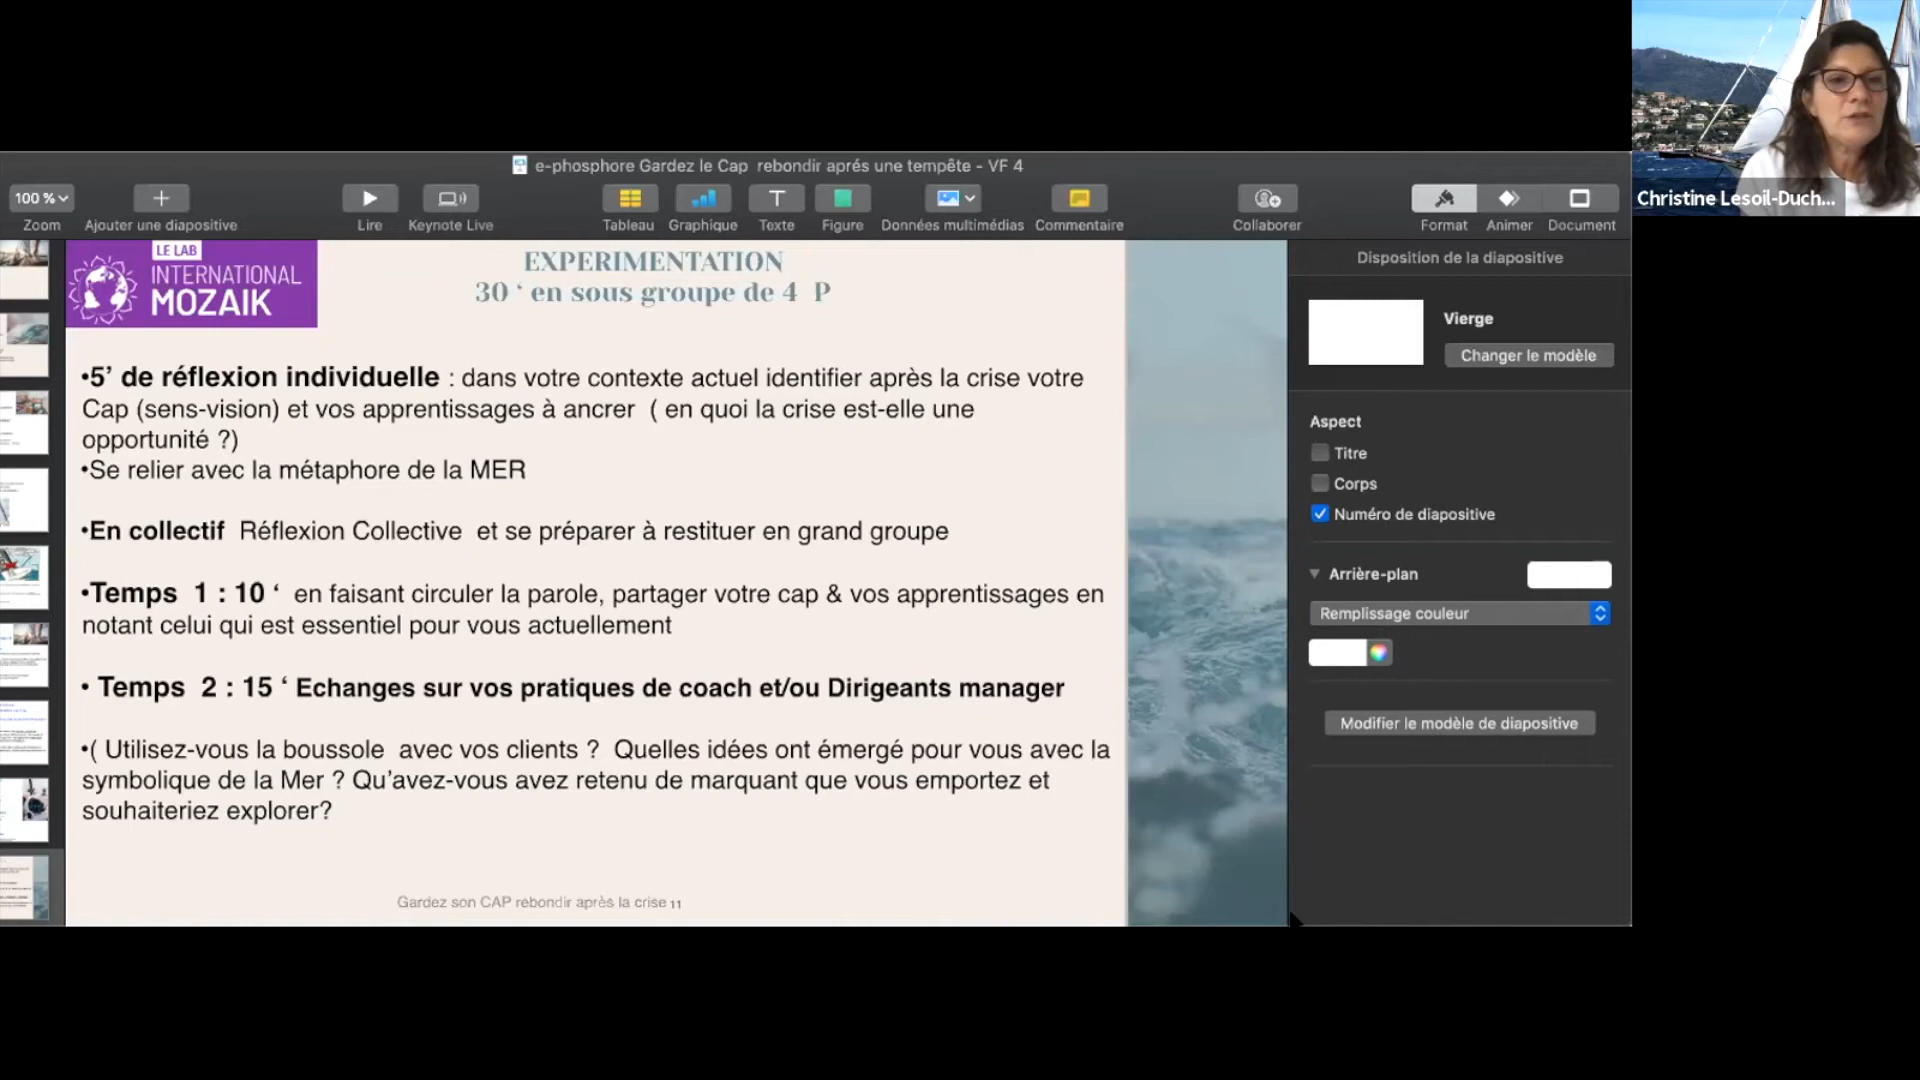 Christine Lesoil-Duch...
e-phosphore Gardez le Cap rebondir aprés une tempête - VF 4
100 %
Zoom
Ajouter une diapositive
Lire
Keynote Live
Tableau
Graphique
Texte
Figure
Données multimédias
Commentaire
Collaborer
Format
Animer
Document
LE LAB
INTERNATIONAL
MOZAIK
EXPERIMENTATION
30 ‘ en sous groupe de 4 P
•5’ de réflexion individuelle : dans votre contexte actuel identifier après la crise votre
Cap (sens-vision) et vos apprentissages à ancrer ( en quoi la crise est-elle une
opportunité ?)
•Se relier avec la métaphore de la MER
•En collectif Réflexion Collective et se préparer à restituer en grand groupe
•Temps 1 : 10 ‘ en faisant circuler la parole, partager votre cap & vos apprentissages en
notant celui qui est essentiel pour vous actuellement
• Temps 2 : 15 ‘ Echanges sur vos pratiques de coach et/ou Dirigeants manager
•( Utilisez-vous la boussole avec vos clients ? Quelles idées ont émergé pour vous avec la
symbolique de la Mer ? Qu’avez-vous avez retenu de marquant que vous emportez et
souhaiteriez explorer?
Gardez son CAP rebondir après la crise 11
Disposition de la diapositive
Vierge
Changer le modèle
Aspect
Titre
Corps
Numéro de diapositive
Arrière-plan
Remplissage couleur
Modifier le modèle de diapositive